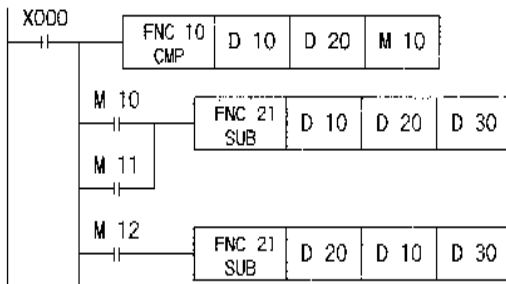 X000
FNC 10 CMP D 10 D 20 M 10
M 10
FNC 21 SUB D 10 D 20 D 30
M 11
M 12
FNC 21 SUB D 20 D 10 D 30